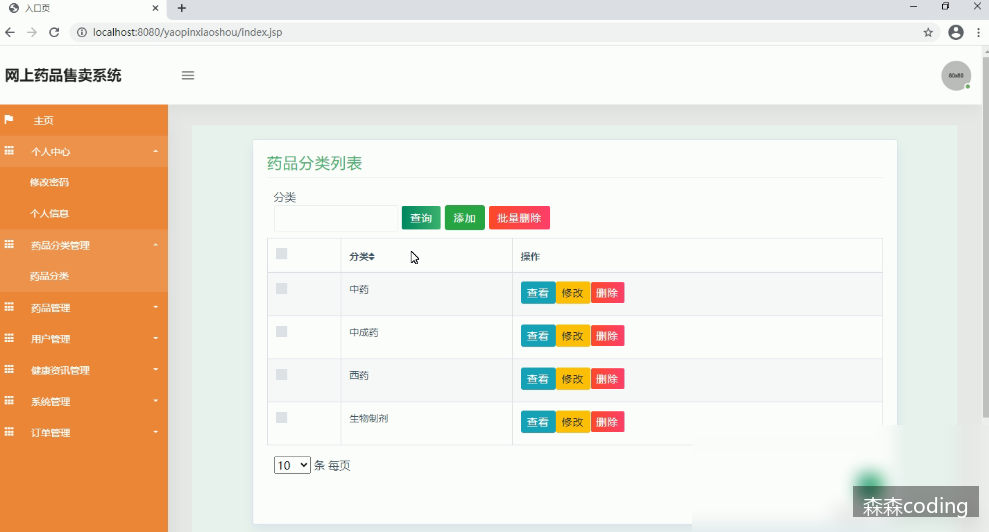 入口页
localhost:8080/yaopinxiaoshou/index.jsp
网上药品售卖系统
80x80
主页
个人中心
修改密码
个人信息
药品分类管理
药品分类
药品管理
用户管理
健康资讯管理
系统管理
订单管理
药品分类列表
分类
查询 添加 批量删除
分类 操作
中药 查看 修改 删除
中成药 查看 修改 删除
西药 查看 修改 删除
生物制剂 查看 修改 删除
10 条 每页
森森coding